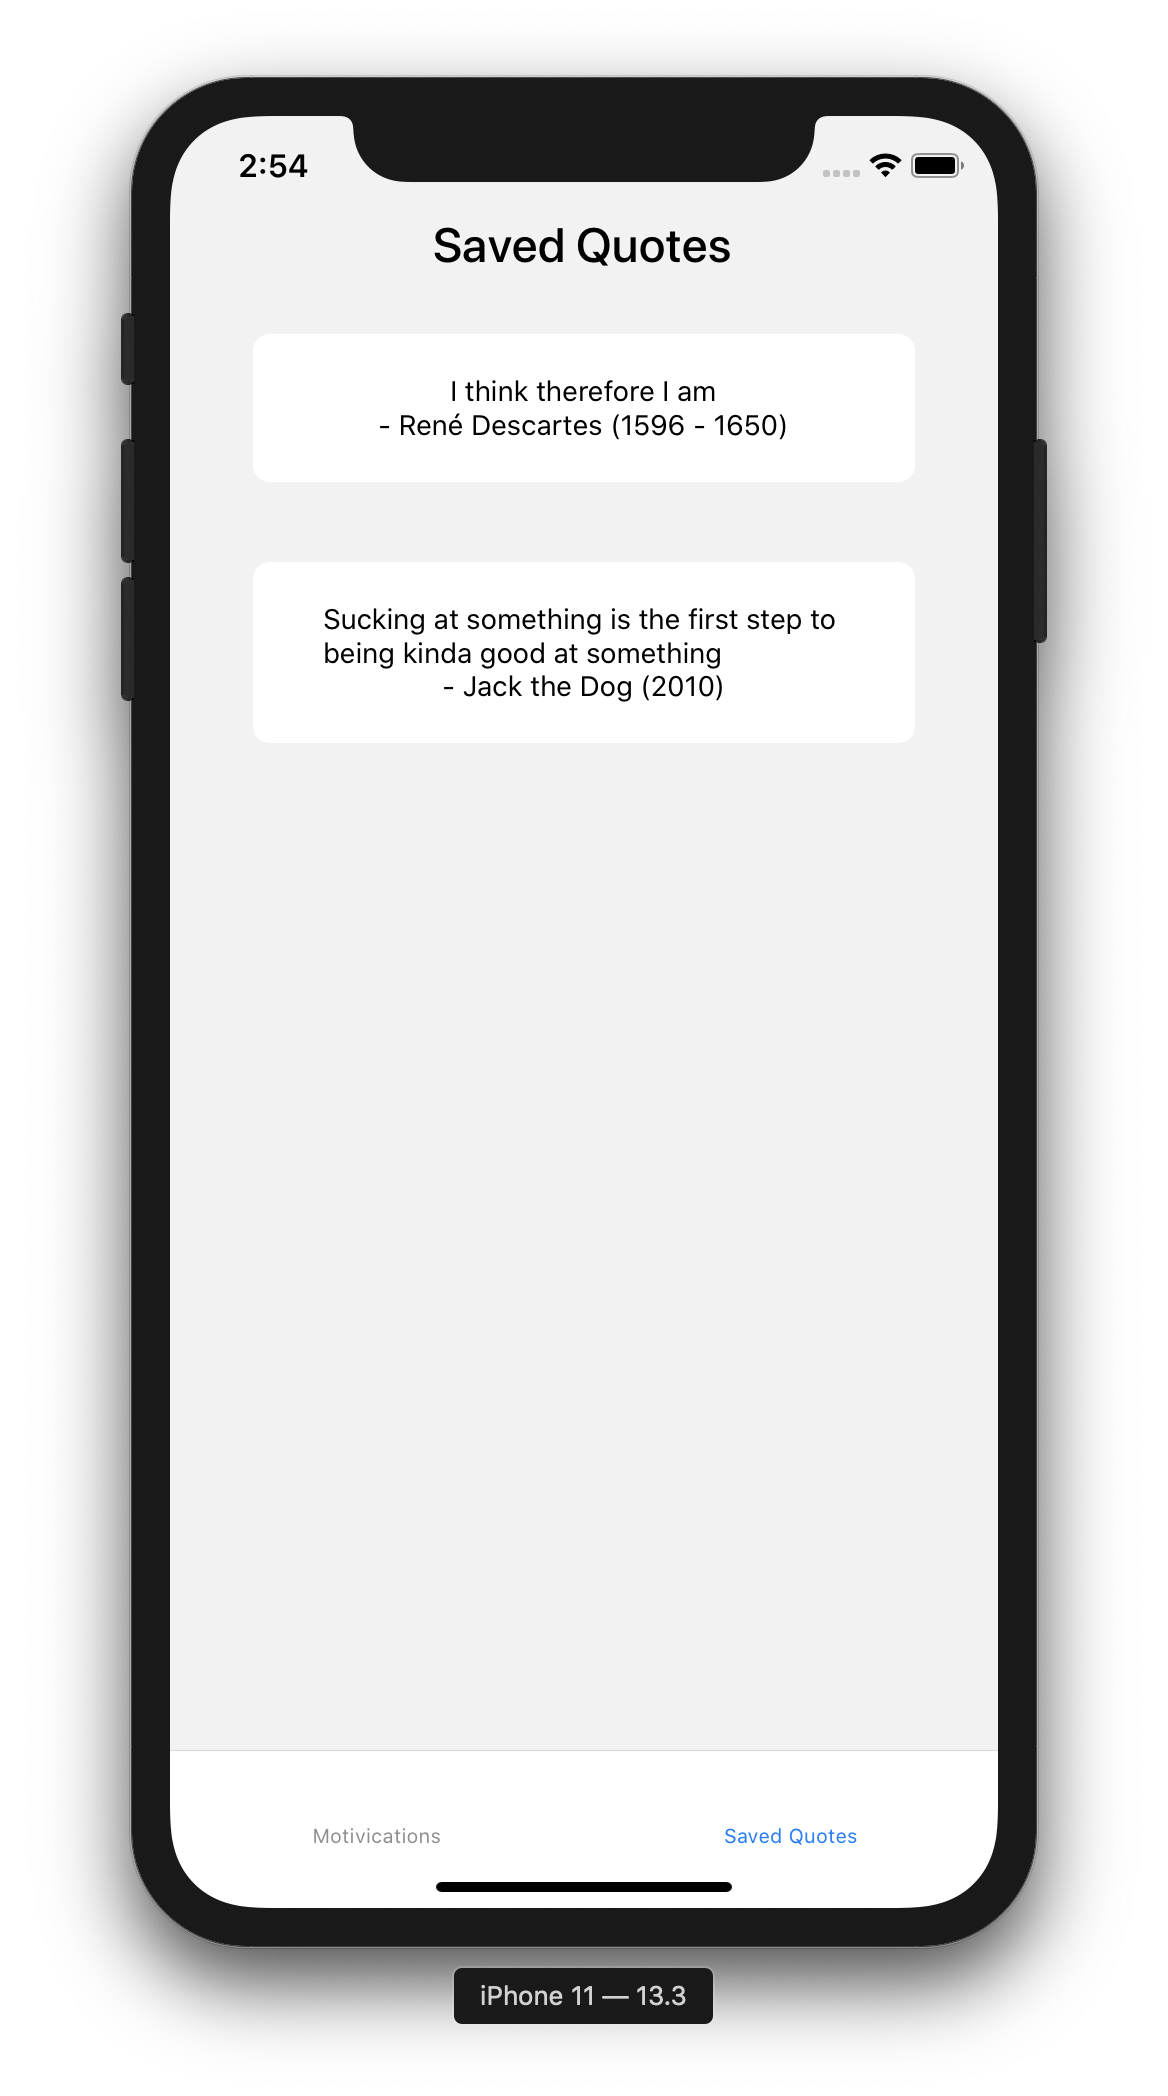 2:54
Saved Quotes
I think therefore I am
- René Descartes (1596 - 1650)
Sucking at something is the first step to
being kinda good at something
- Jack the Dog (2010)
Motivications
Saved Quotes
iPhone 11 — 13.3